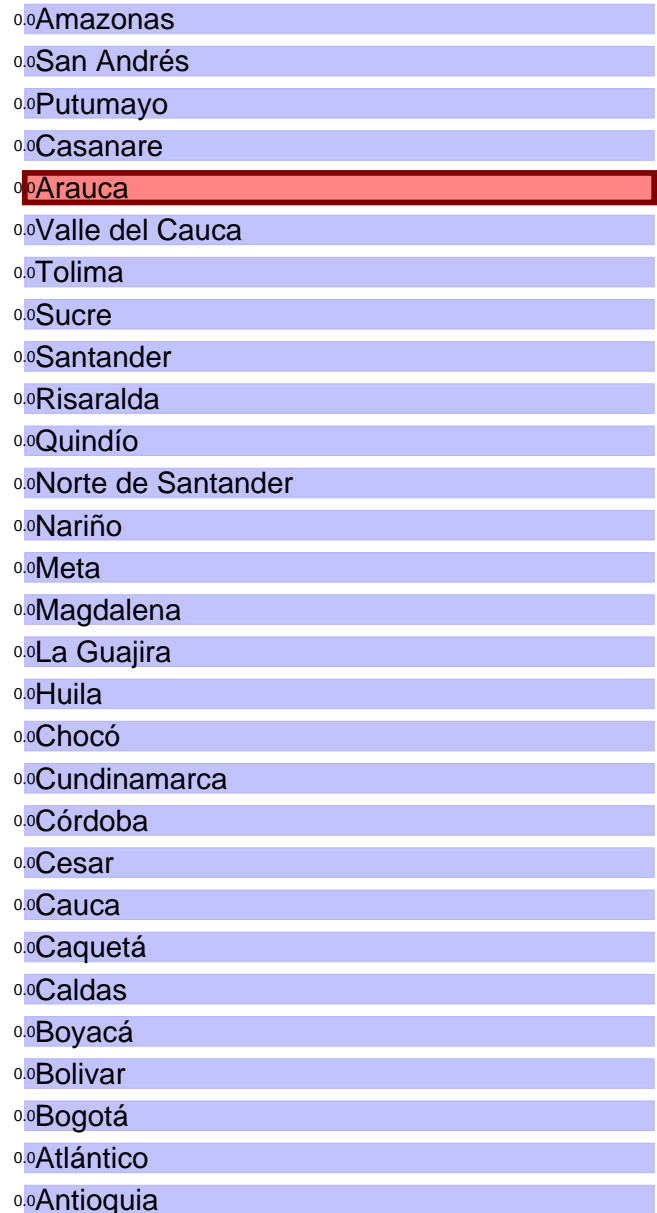 0.0Amazonas
0.0San Andrés
0.0Putumayo
0.0Casanare
0.0Arauca
0.0Valle del Cauca
0.0Tolima
0.0Sucre
0.0Santander
0.0Risaralda
0.0Quindío
0.0Norte de Santander
0.0Nariño
0.0Meta
0.0Magdalena
0.0La Guajira
0.0Huila
0.0Chocó
0.0Cundinamarca
0.0Córdoba
0.0Cesar
0.0Cauca
0.0Caquetá
0.0Caldas
0.0Boyacá
0.0Bolivar
0.0Bogotá
0.0Atlántico
0.0Antioquia